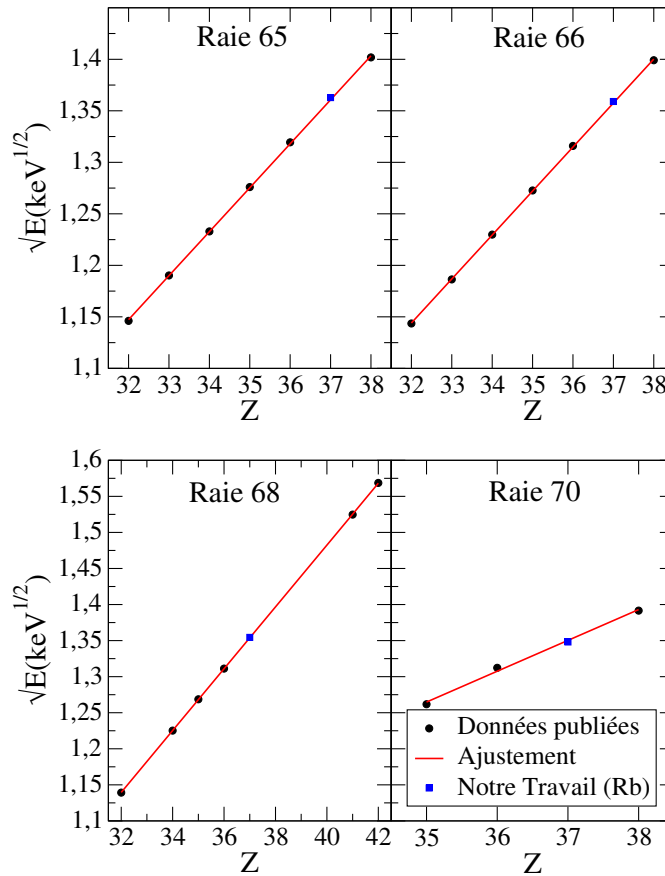 Raie 65
Raie 66
√E(keV^1/2)
1,4
1,35
1,3
1,25
1,2
1,15
1,1
32 33 34 35 36 37 38
32 33 34 35 36 37 38
Z
Z
Raie 68
Raie 70
√E(keV^1/2)
1,6
1,55
1,5
1,45
1,4
1,35
1,3
1,25
1,2
1,15
1,1
Données publiées
Ajustement
Notre Travail (Rb)
32 34 36 38 40 42
35 36 37 38
Z
Z